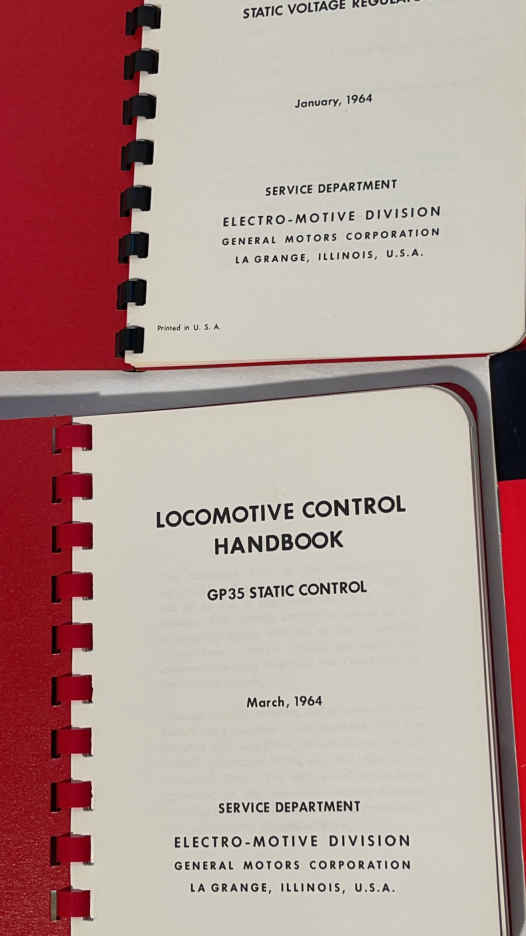 STATIC VOLTAGE REGULATOR
January, 1964
SERVICE DEPARTMENT
ELECTRO-MOTIVE DIVISION
GENERAL MOTORS CORPORATION
LA GRANGE, ILLINOIS, U.S.A.
Printed in U. S. A.
LOCOMOTIVE CONTROL
HANDBOOK
GP35 STATIC CONTROL
March, 1964
SERVICE DEPARTMENT
ELECTRO-MOTIVE DIVISION
GENERAL MOTORS CORPORATION
LA GRANGE, ILLINOIS, U.S.A.